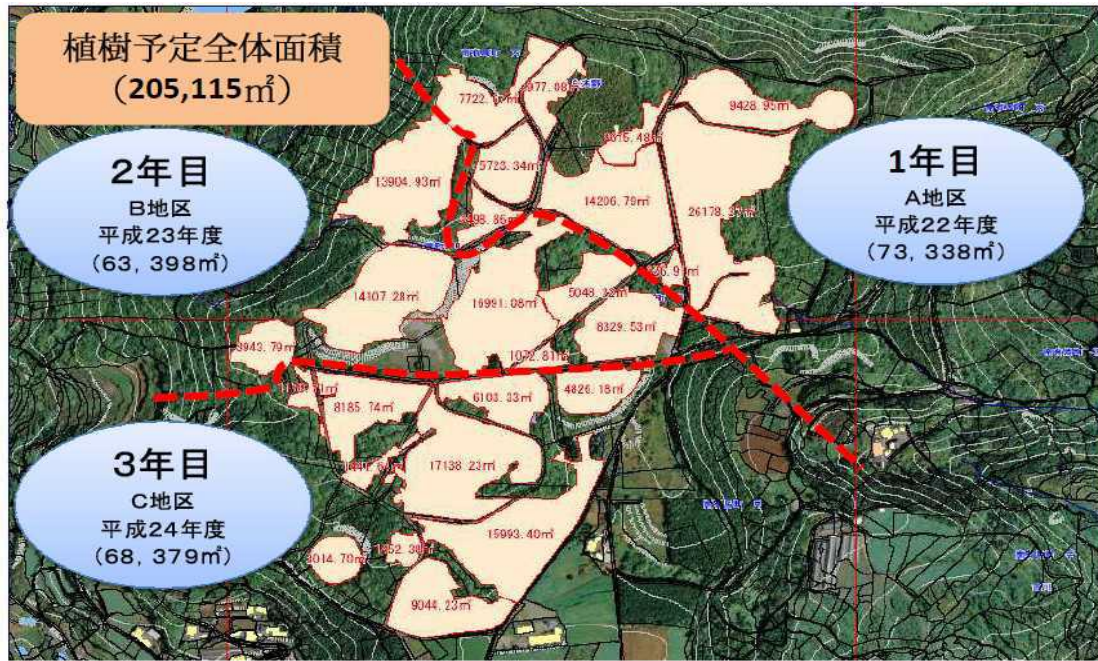 植樹予定全体面積
（205,115㎡）
2年目
B地区
平成23年度
（63, 398㎡）
1年目
A地区
平成22年度
（73, 338㎡）
3年目
C地区
平成24年度
（68, 379㎡）
9428. 95㎡
13904. 93㎡
5723. 34㎡
14206. 79㎡
26178. 37㎡
14107. 28㎡
16991. 08㎡
5048. 32㎡
8329. 53㎡
3943. 79㎡
1072. 81㎡
8185. 74㎡
6103. 33㎡
4826. 18㎡
17138. 23㎡
15993. 40㎡
9044. 23㎡